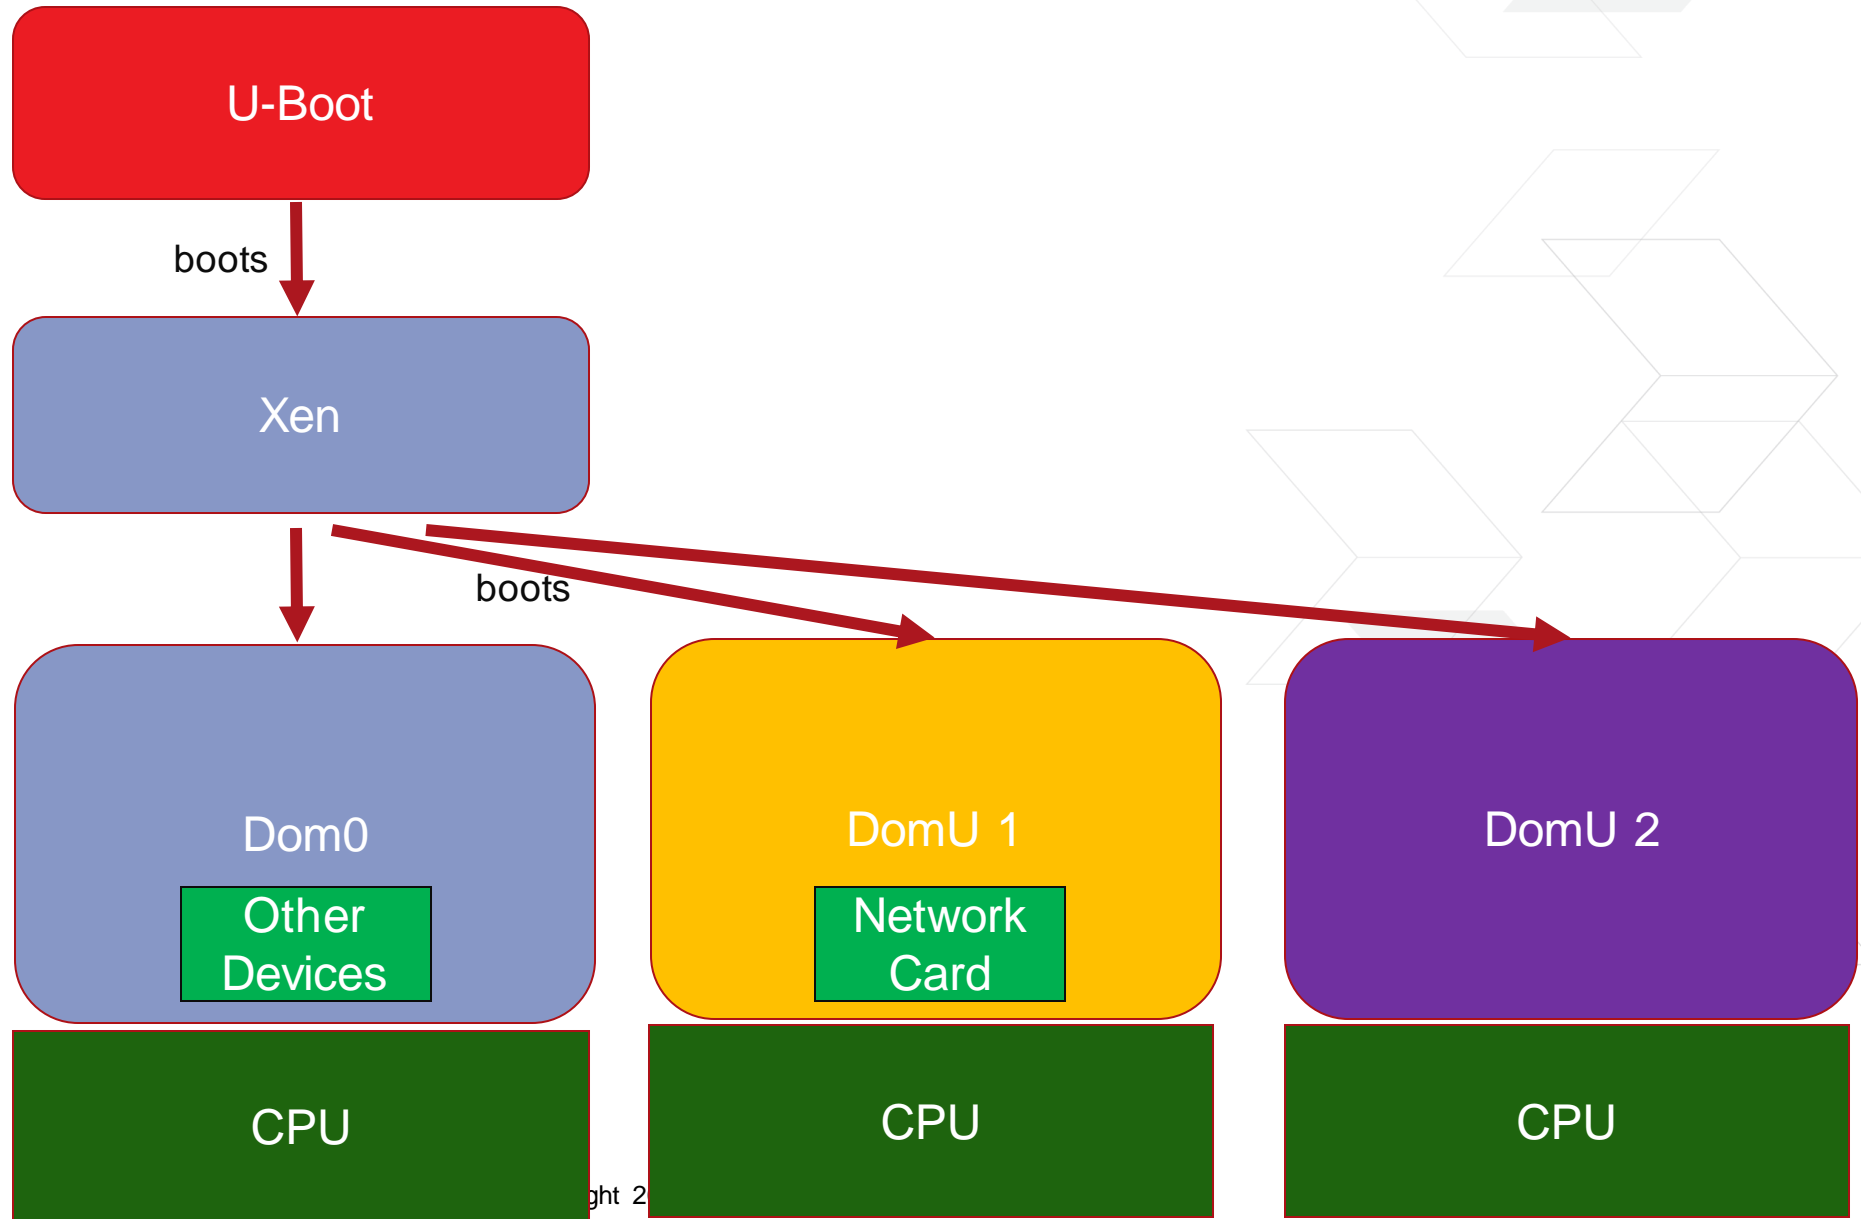 U-Boot
boots
Xen
boots
Dom0
DomU 1
DomU 2
Other
Devices
Network
Card
CPU
CPU
CPU